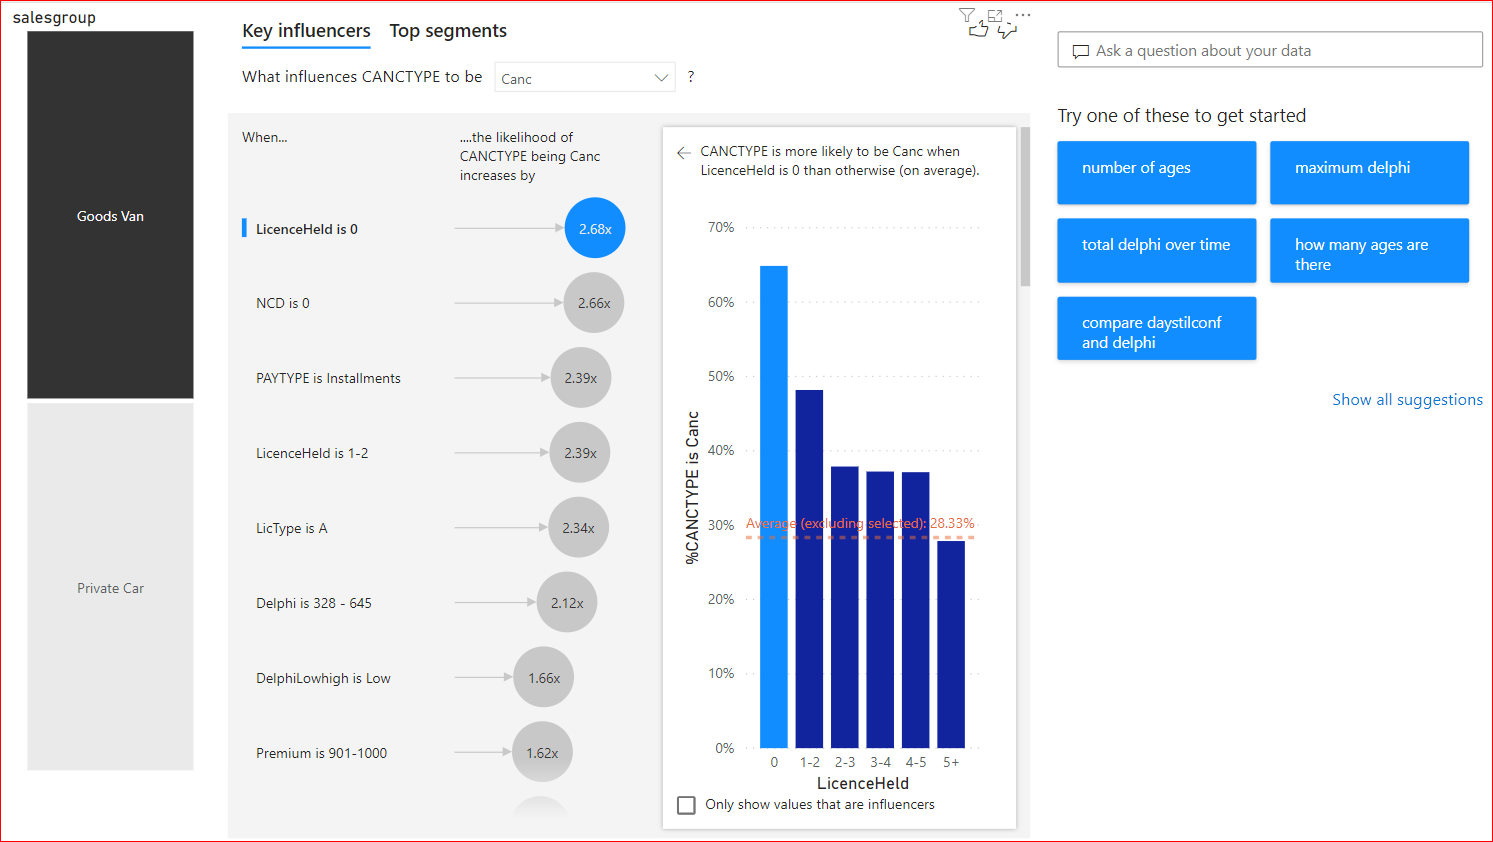 salesgroup
Goods Van
Private Car
Key influencers
Top segments
What influences CANCTYPE to be
Canc
?
When...
....the likelihood of
CANCTYPE being Canc
increases by
LicenceHeld is 0
2.68x
NCD is 0
2.66x
PAYTYPE is Installments
2.39x
LicenceHeld is 1-2
2.39x
LicType is A
2.34x
Delphi is 328 - 645
2.12x
DelphiLowhigh is Low
1.66x
Premium is 901-1000
1.62x
CANCTYPE is more likely to be Canc when
LicenceHeld is 0 than otherwise (on average).
%CANCTYPE is Canc
70%
60%
50%
40%
30%
20%
10%
0%
Average (excluding selected): 28.33%
0
1-2
2-3
3-4
4-5
5+
LicenceHeld
Only show values that are influencers
Ask a question about your data
Try one of these to get started
number of ages
maximum delphi
total delphi over time
how many ages are
there
compare daystilconf
and delphi
Show all suggestions